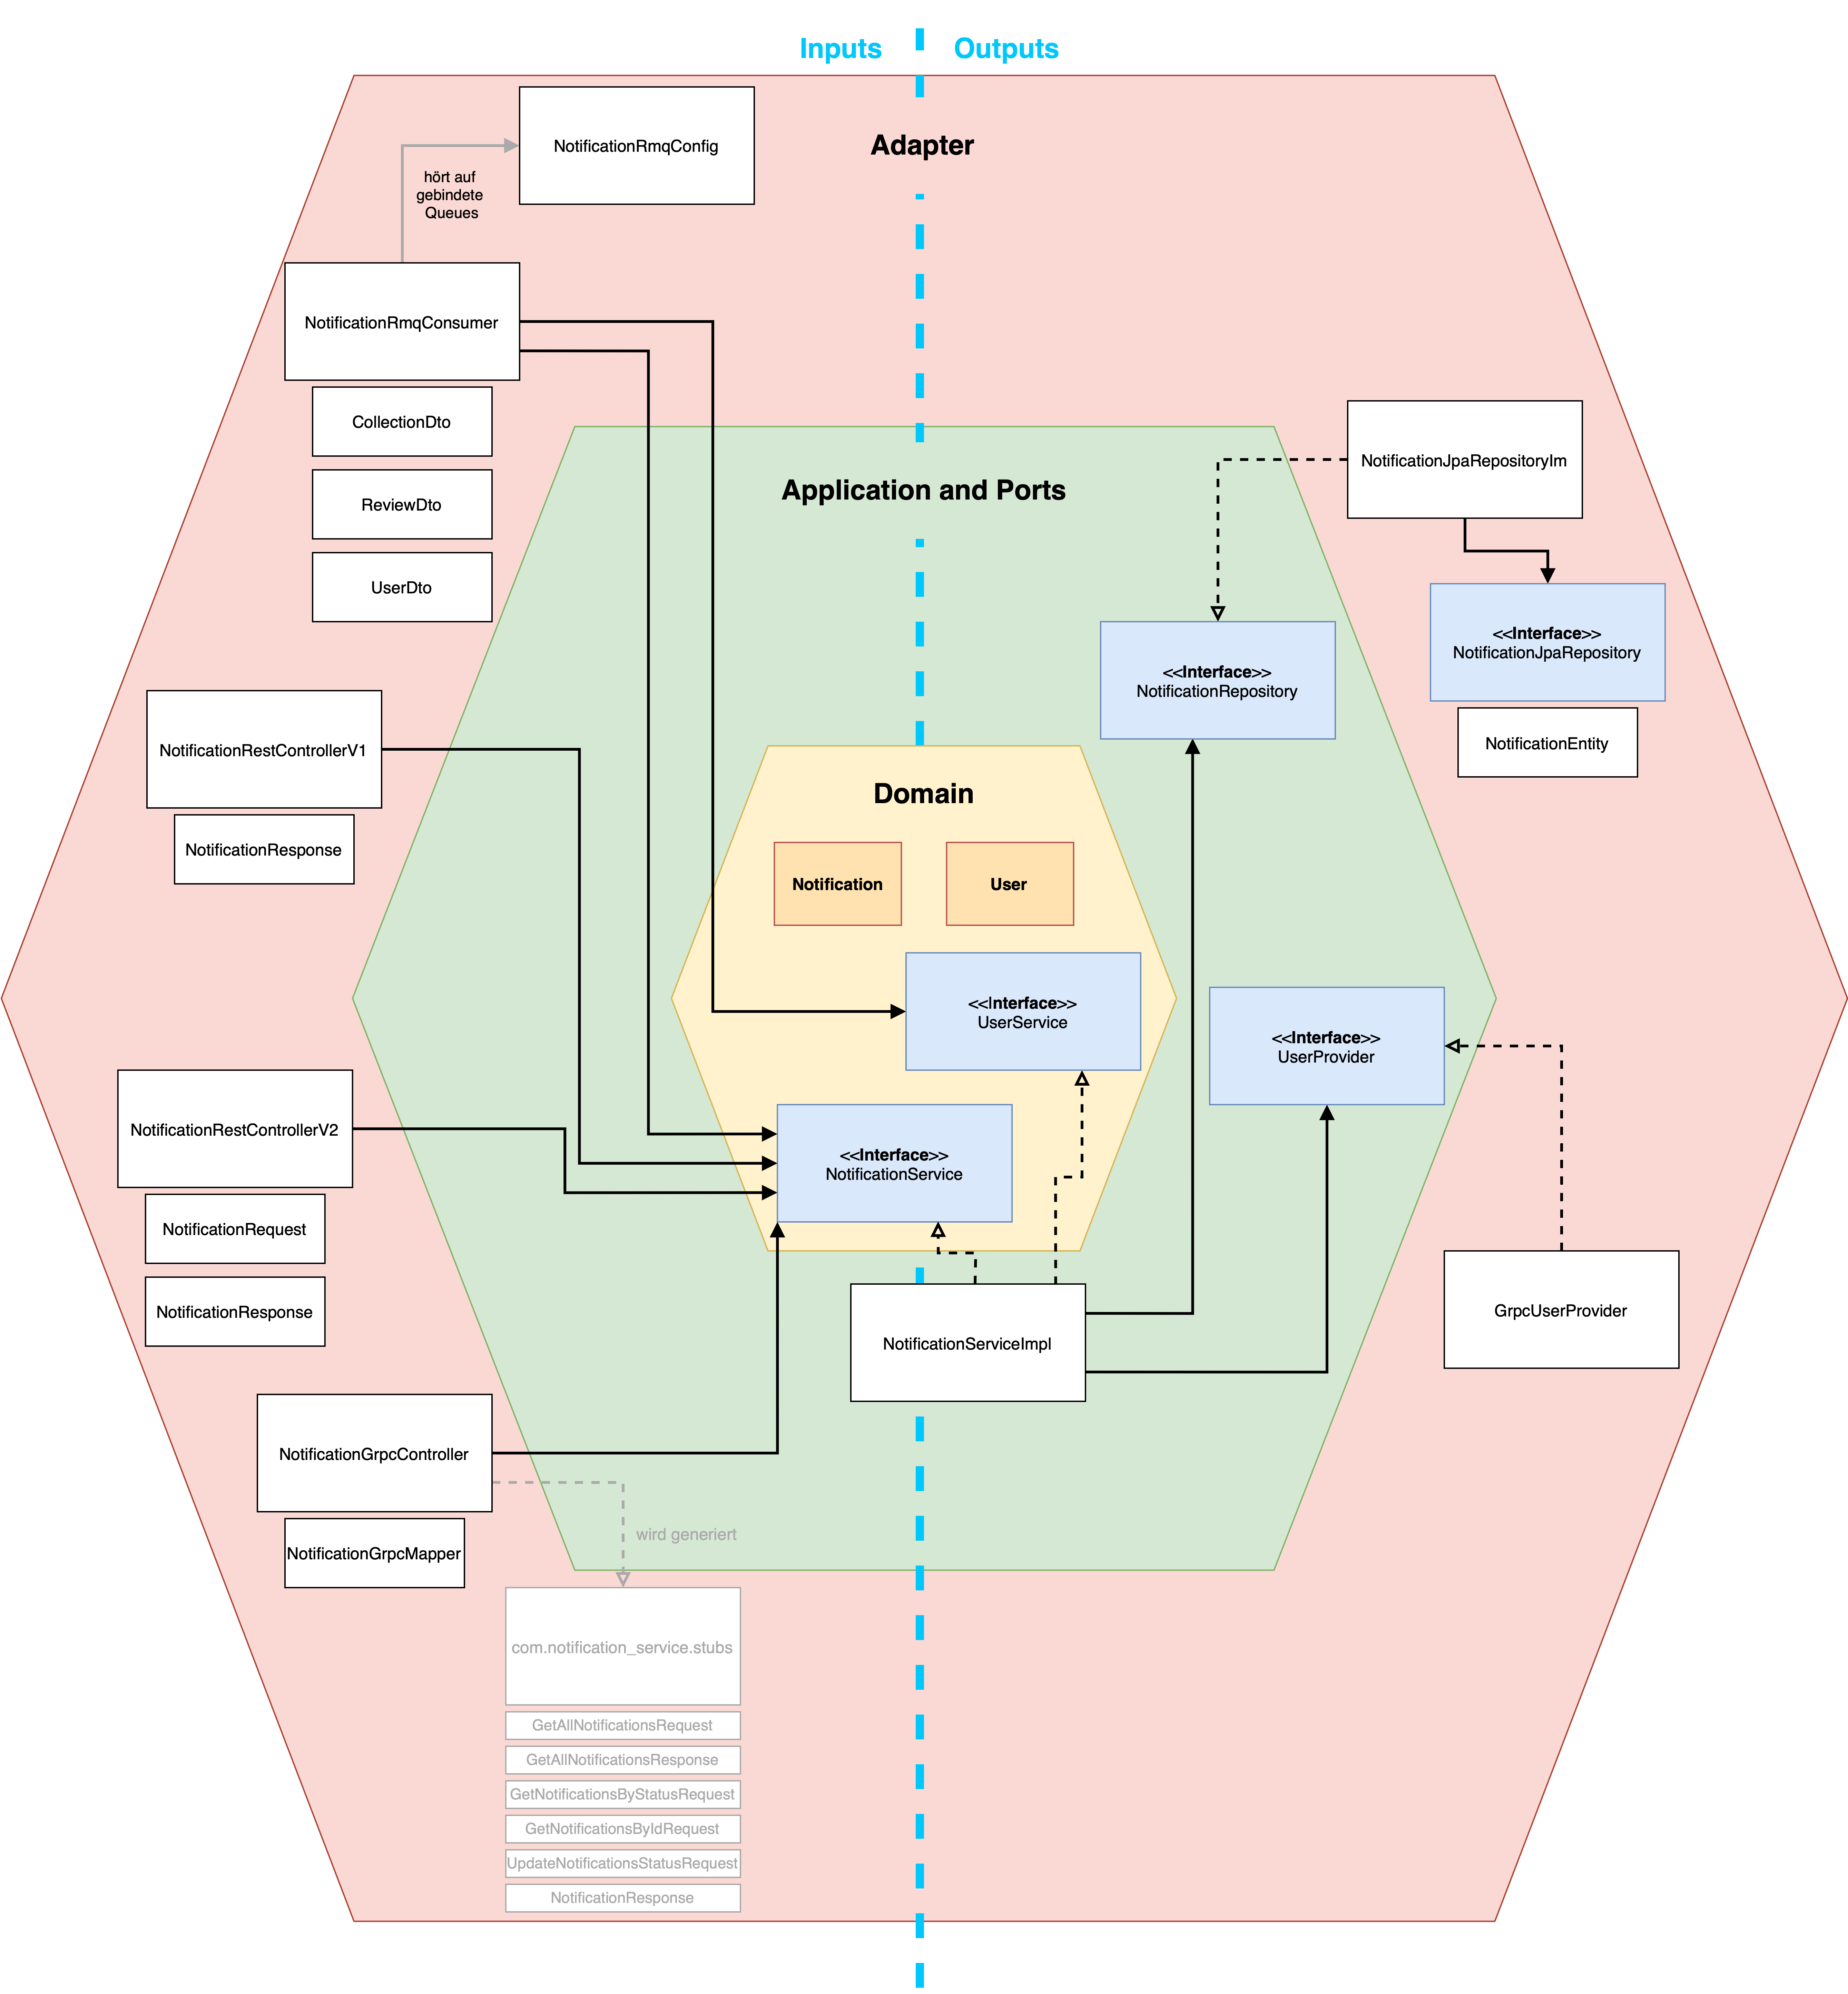 Inputs
Outputs
Adapter
NotificationRmqConfig
hört auf
gebindete
Queues
NotificationRmqConsumer
CollectionDto
ReviewDto
UserDto
Application and Ports
NotificationJpaRepositoryIm
<<Interface>>
NotificationJpaRepository
NotificationEntity
<<Interface>>
NotificationRepository
NotificationRestControllerV1
NotificationResponse
Domain
Notification
User
<<Interface>>
UserService
<<Interface>>
UserProvider
NotificationRestControllerV2
NotificationRequest
NotificationResponse
<<Interface>>
NotificationService
NotificationServiceImpl
GrpcUserProvider
NotificationGrpcController
NotificationGrpcMapper
wird generiert
com.notification_service.stubs
GetAllNotificationsRequest
GetAllNotificationsResponse
GetNotificationsByStatusRequest
GetNotificationsByIdRequest
UpdateNotificationsStatusRequest
NotificationResponse